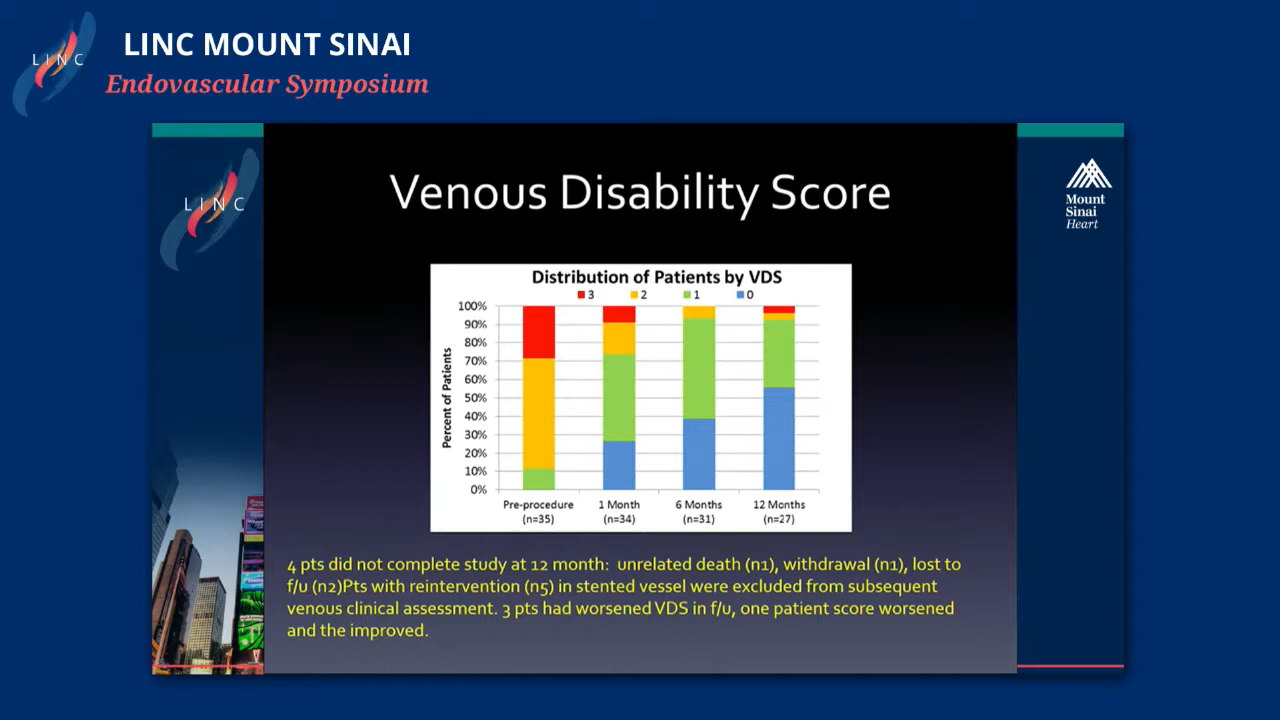 LINC
LINC MOUNT SINAI
Endovascular Symposium
LINC
Mount
Sinai
Heart
Venous Disability Score
Distribution of Patients by VDS
3 2 1 0
Percent of Patients
100%
90%
80%
70%
60%
50%
40%
30%
20%
10%
0%
Pre-procedure 1 Month 6 Months 12 Months
(n=35) (n=34) (n=31) (n=27)
4 pts did not complete study at 12 month: unrelated death (n1), withdrawal (n1), lost to
f/u (n2)Pts with reintervention (n5) in stented vessel were excluded from subsequent
venous clinical assessment. 3 pts had worsened VDS in f/u, one patient score worsened
and the improved.